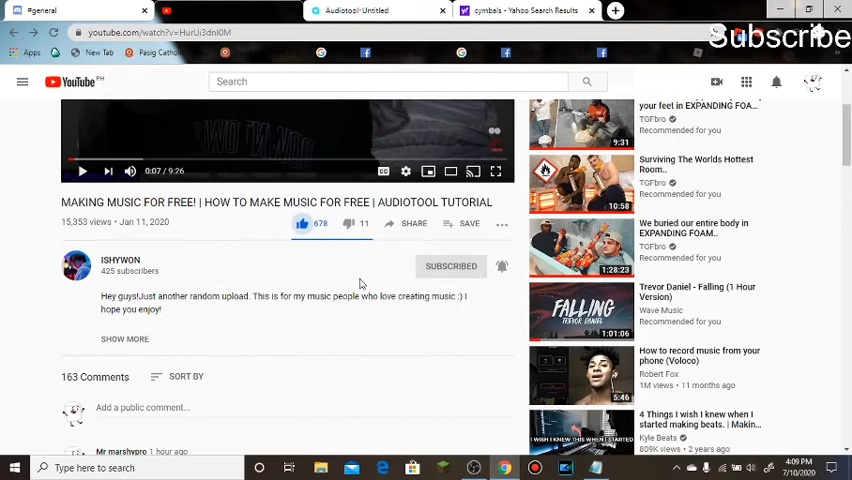 #general
Audiotool Untitled
cymbals - Yahoo Search Results
youtube.com/watch?v=HurUi3dnI0M
Subscribe
Apps
New Tab
Pasig Catho
YouTube PH
Search
0:07 / 9:26
MAKING MUSIC FOR FREE! | HOW TO MAKE MUSIC FOR FREE | AUDIOTOOL TUTORIAL
15,353 views • Jan 11, 2020
678
11
SHARE
SAVE
ISHYWON
425 subscribers
SUBSCRIBED
Hey guys!Just another random upload. This is for my music people who love creating music :) I
hope you enjoy!
SHOW MORE
163 Comments
SORT BY
Add a public comment...
Mr marshypro 1 hour ago
your feet in EXPANDING FOA...
TGFbro
Recommended for you
9:31
Surviving The Worlds Hottest
Room..
TGFbro
Recommended for you
10:58
We buried our entire body in
EXPANDING FOAM..
TGFbro
Recommended for you
1:28:23
Trevor Daniel - Falling (1 Hour
Version)
Wave Music
Recommended for you
FALLING
TREVOR DANIEL
1:01:06
How to record music from your
phone (Voloco)
Robert Fox
1M views • 11 months ago
5:46
4 Things I wish I knew when I
started making beats. | Makin...
Kyle Beats
809K views • 2 years ago
I WISH I KNEW THIS WHEN I STARTED
Type here to search
4:09 PM
7/10/2020